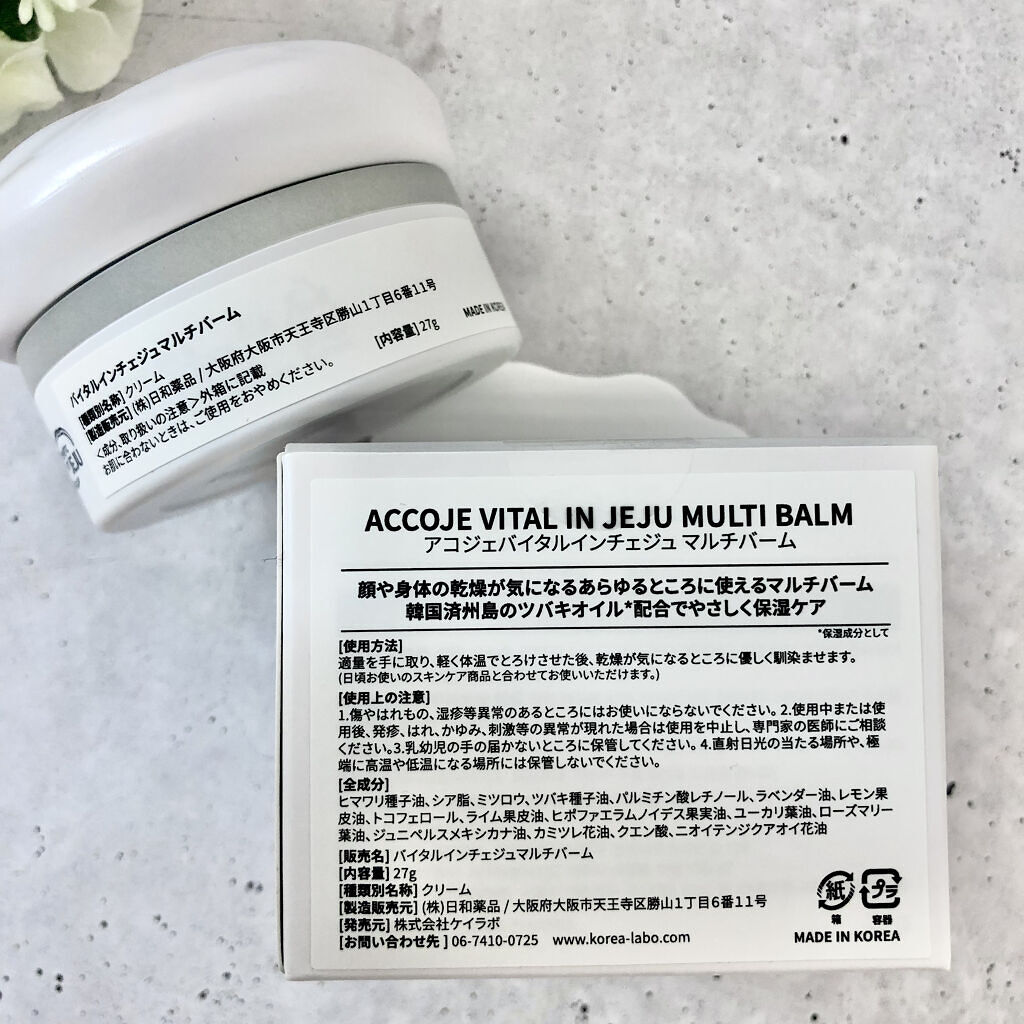 バイタルインチェジュマルチバーム
[種類別名称]クリーム
[製造販売元](株)日和薬品/大阪府大阪市天王寺区勝山1丁目6番11号
<成分、取り扱いの注意>外箱に記載
[内容量]27g
お肌に合わないときは、ご使用をおやめください。
MADE IN KOREA
ACCOJE VITAL IN JEJU MULTI BALM
アコジェバイタルインチェジュ マルチバーム
顔や身体の乾燥が気になるあらゆるところに使えるマルチバーム
韓国済州島のツバキオイル*配合でやさしく保湿ケア
*保湿成分として
[使用方法]
適量を手に取り、軽く体温でとろけさせた後、乾燥が気になるところに優しく馴染ませます。
(日頃お使いのスキンケア商品と合わせてお使いいただけます。)
[使用上の注意]
1.傷やはれもの、湿疹等異常のあるところにはお使いにならないでください。2.使用中または使
用後、発疹、はれ、かゆみ、刺激等の異常が現れた場合は使用を中止し、専門家の医師にご相談
ください。3.乳幼児の手の届かないところに保管してください。4.直射日光の当たる場所や、極
端に高温や低温になる場所には保管しないでください。
[全成分]
ヒマワリ種子油、シア脂、ミツロウ、ツバキ種子油、パルミチン酸レチノール、ラベンダー油、レモン果
皮油、トコフェロール、ライム果皮油、ヒポファエラムノイデス果実油、ユーカリ葉油、ローズマリー
葉油、ジュニペルスメキシカナ油、カミツレ花油、クエン酸、ニオイテンジクアオイ花油
[販売名]バイタルインチェジュマルチバーム
[内容量]27g
[種類別名称]クリーム
[製造販売元](株)日和薬品/大阪府大阪市天王寺区勝山1丁目6番11号
[発売元]株式会社ケイラボ
[お問い合わせ先]06-7410-0725 www.korea-labo.com
紙
箱
プラ
容器
MADE IN KOREA